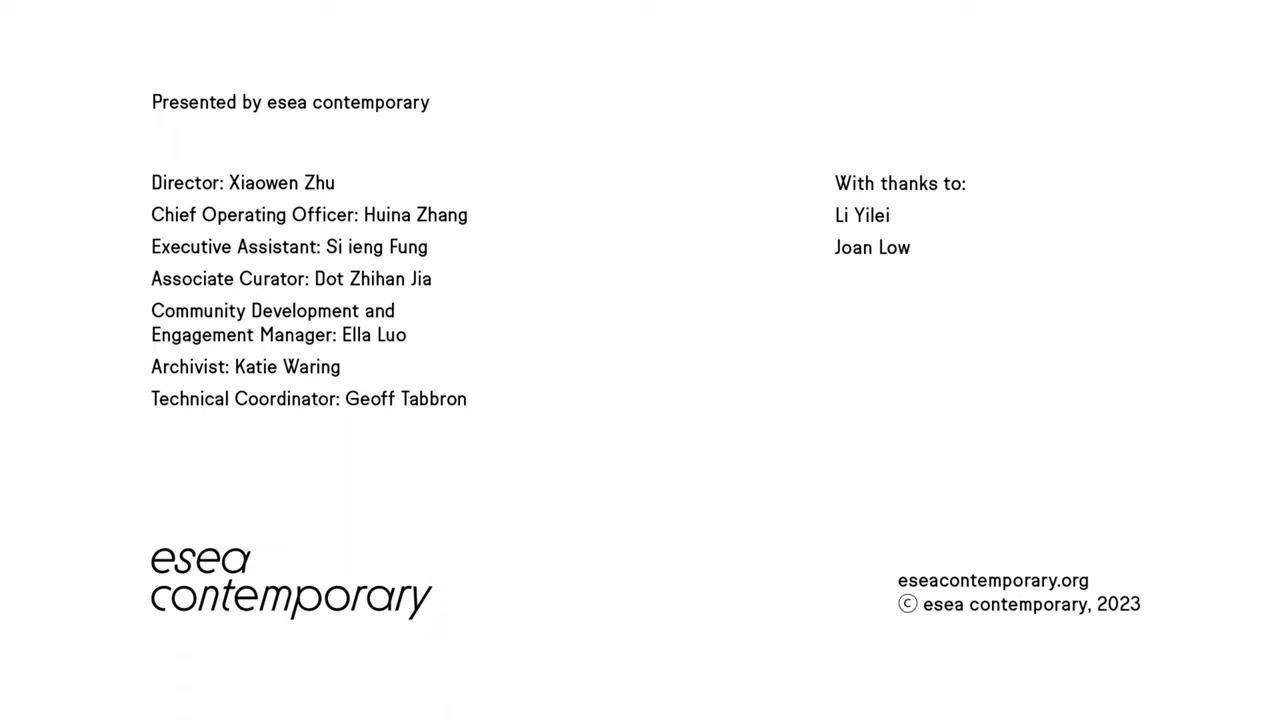 Presented by esea contemporary
Director: Xiaowen Zhu
Chief Operating Officer: Huina Zhang
Executive Assistant: Si ieng Fung
Associate Curator: Dot Zhihan Jia
Community Development and
Engagement Manager: Ella Luo
Archivist: Katie Waring
Technical Coordinator: Geoff Tabbron
With thanks to:
Li Yilei
Joan Low
esea
contemporary
eseacontemporary.org
© esea contemporary, 2023